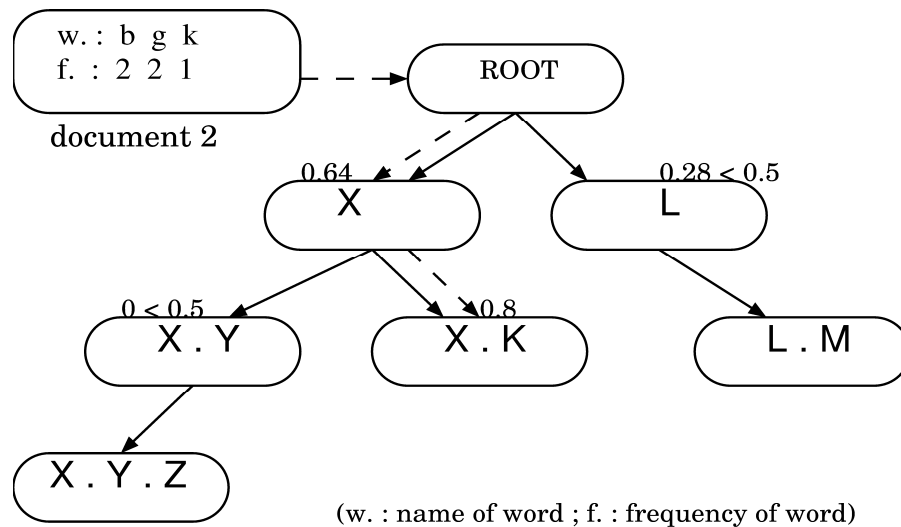 w. : b g k
f. : 2 2 1
ROOT
document 2
0.64
0.28 < 0.5
X
L
0 < 0.5
0.8
X . Y
X . K
L . M
X . Y . Z
(w. : name of word ; f. : frequency of word)